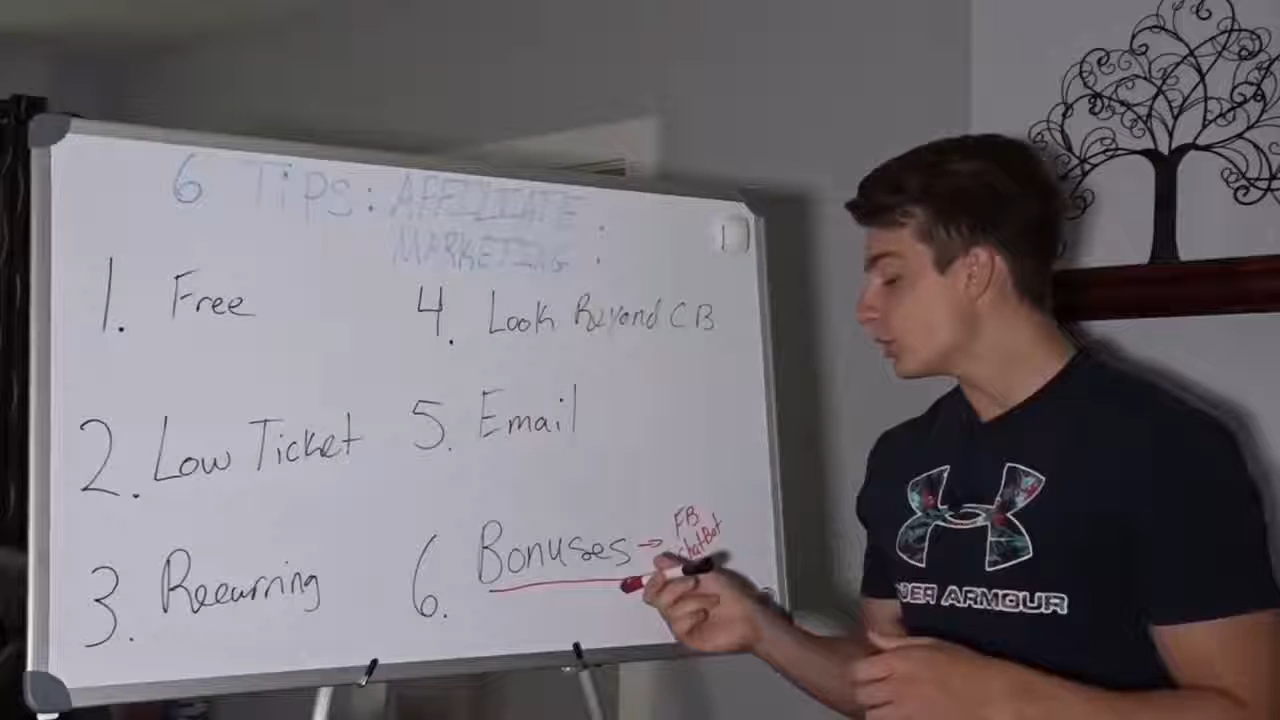 6 TiPs: AFFILIATE
MARKETING:
1. Free
2. Low Ticket
3. Recurring
4. Look Beyond CB
5. Email
6. Bonuses →
FB
ChatBot
UNDER ARMOUR